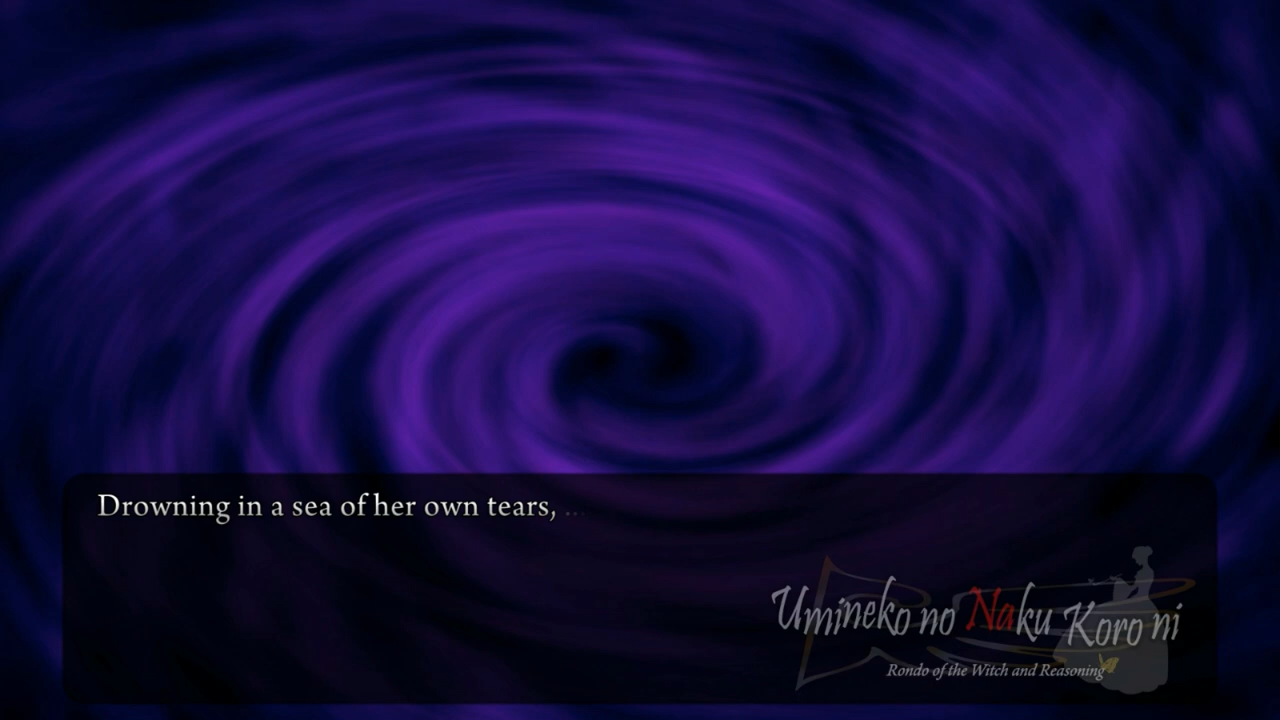 Drowning in a sea of her own tears, ...
Umineko no Naku Koro ni
Rondo of the Witch and Reasoning